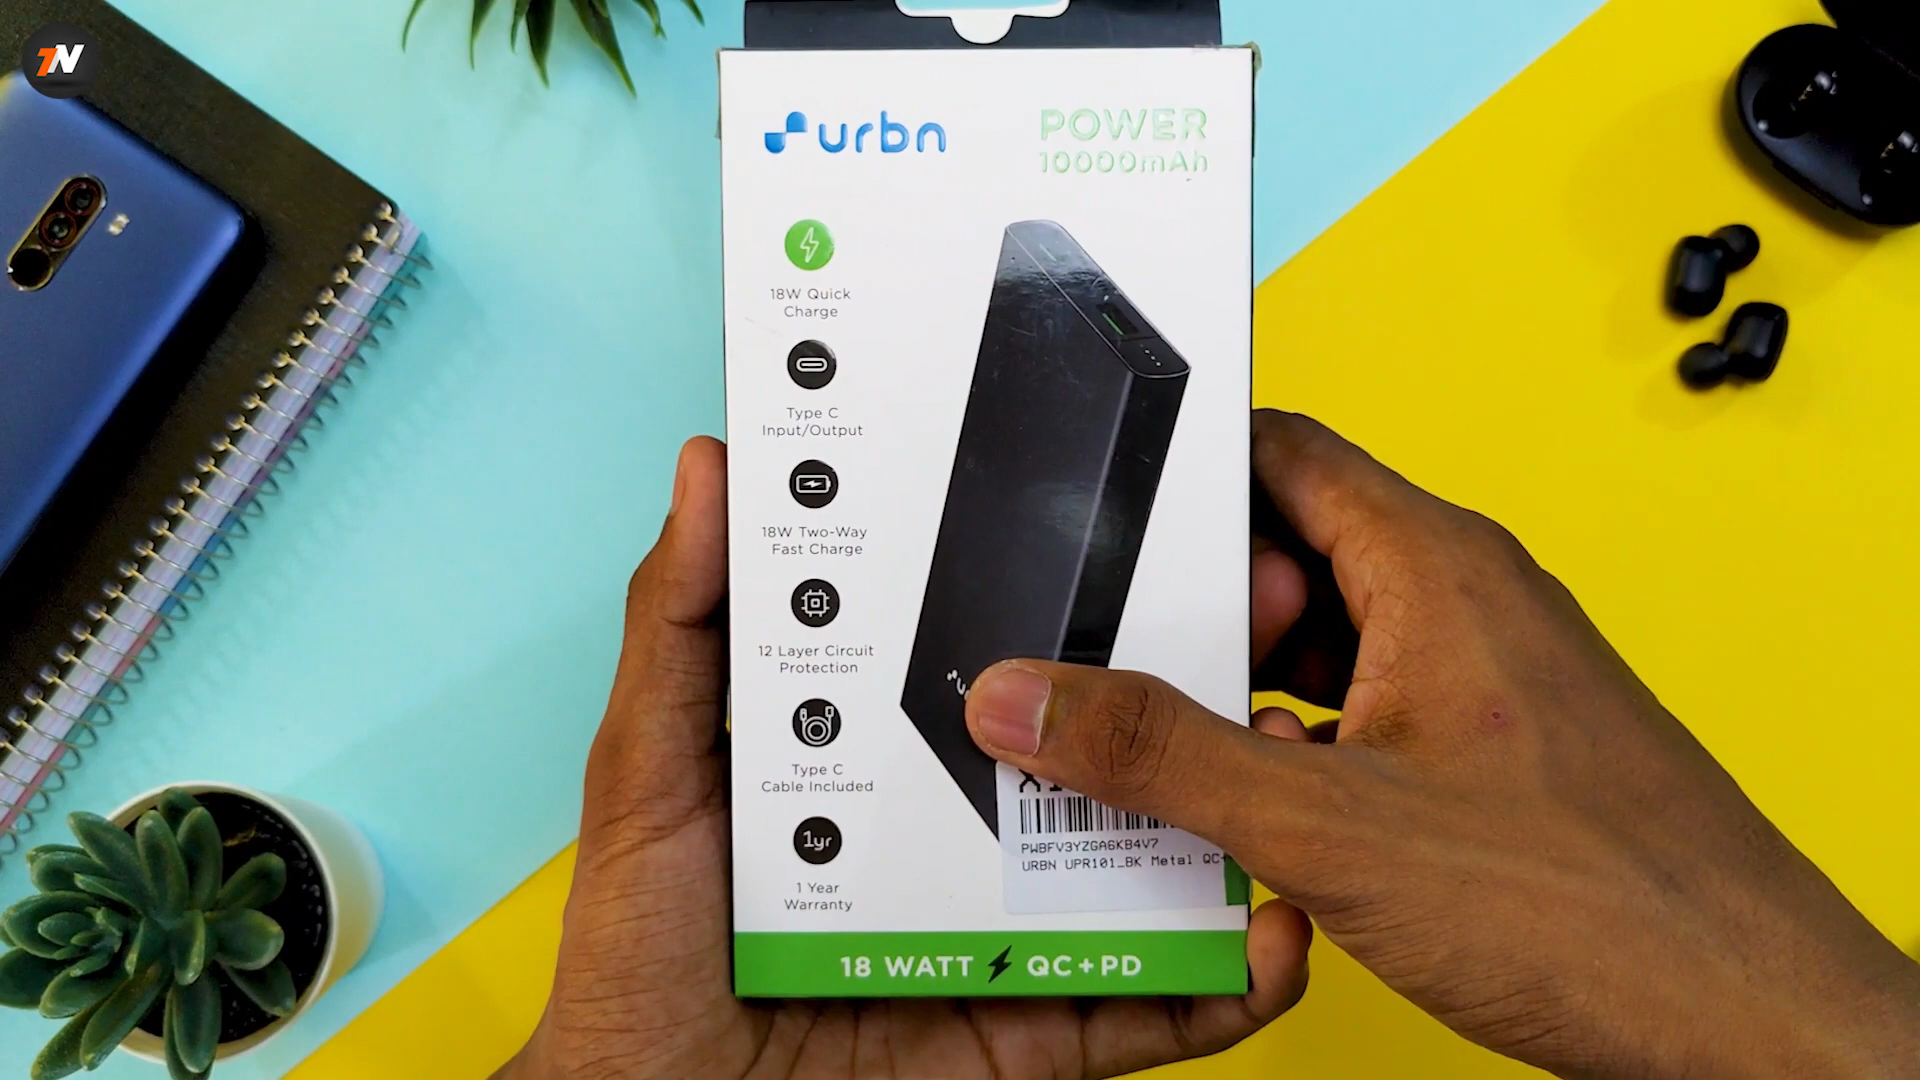 7N
urbn
POWER
10000mAh
18W Quick
Charge
Type C
Input/Output
18W Two-Way
Fast Charge
12 Layer Circuit
Protection
Type C
Cable Included
1yr
1 Year
Warranty
PWBFV3YZGA6KB4V7
URBN UPR101_BK Metal QC+
18 WATT QC+PD